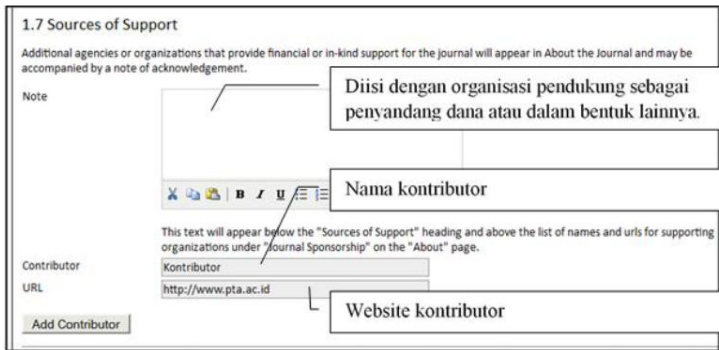 1.7 Sources of Support
Additional agencies or organizations that provide financial or in-kind support for the journal will appear in About the Journal and may be
accompanied by a note of acknowledgement.
Note
Diisi dengan organisasi pendukung sebagai
penyandang dana atau dalam bentuk lainnya.
B I U
Nama kontributor
This text will appear below the "Sources of Support" heading and above the list of names and urls for supporting
organizations under "Journal Sponsorship" on the "About" page.
Contributor Kontributor
URL http://www.pta.ac.id
Website kontributor
Add Contributor